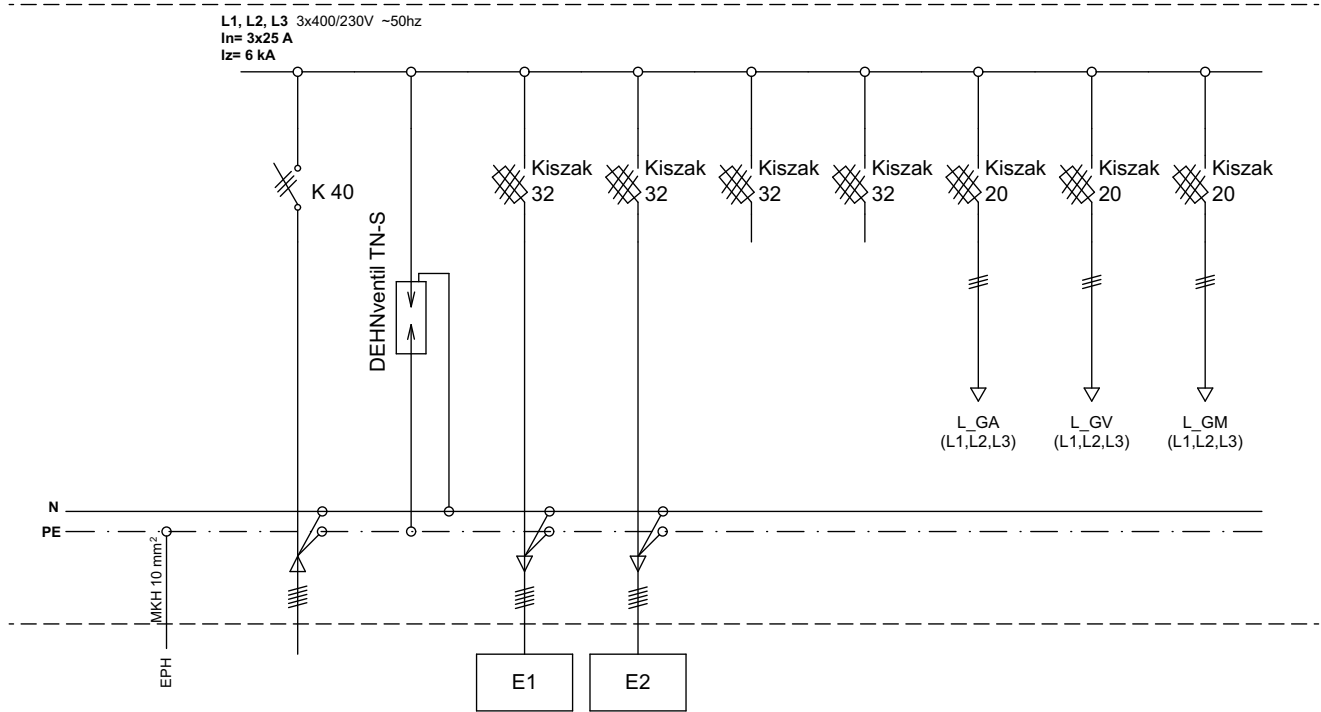 L1, L2, L3 3x400/230V ~50hz
In= 3x25 A
Iz= 6 kA
K 40
DEHNventil TN-S
Kiszak
32
Kiszak
32
Kiszak
32
Kiszak
32
Kiszak
20
Kiszak
20
Kiszak
20
L_GA
(L1,L2,L3)
L_GV
(L1,L2,L3)
L_GM
(L1,L2,L3)
N
PE
MKH 10 mm²
EPH
E1
E2